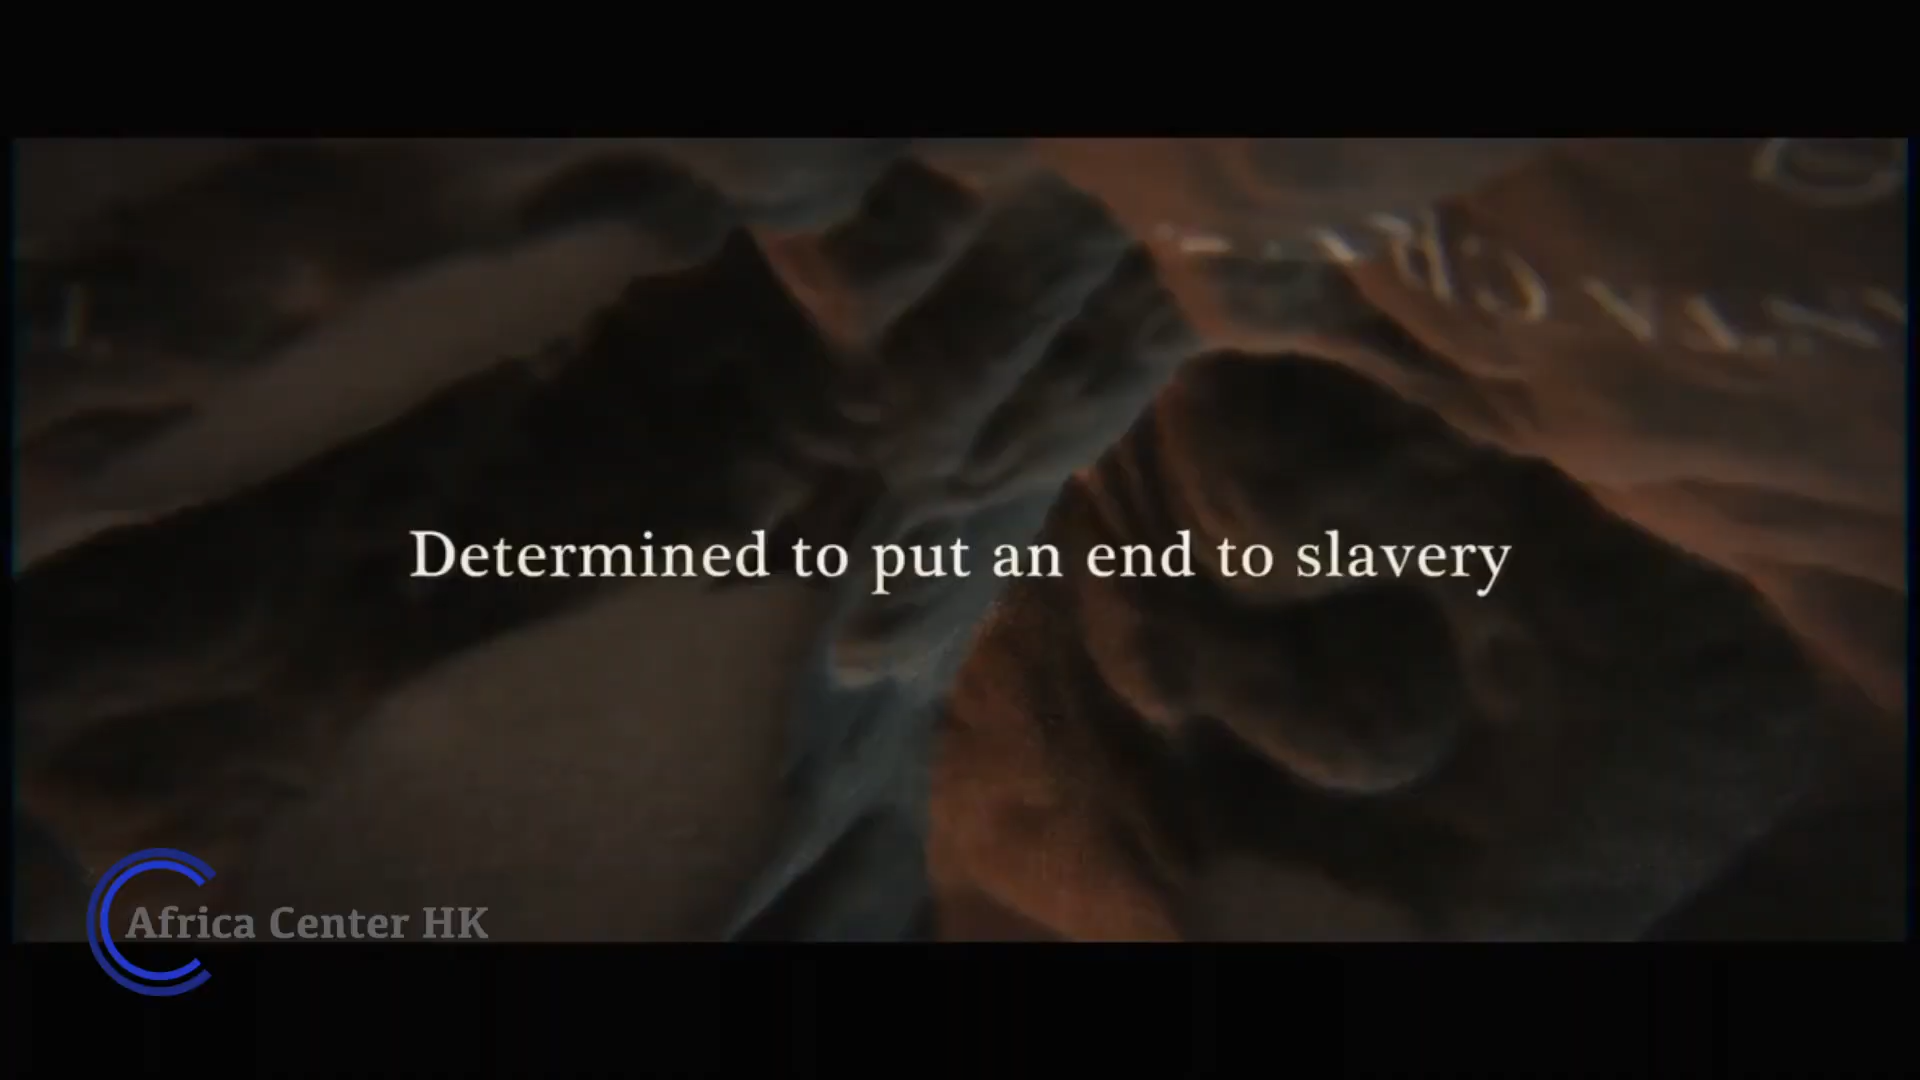 Determined to put an end to slavery
Africa Center HK